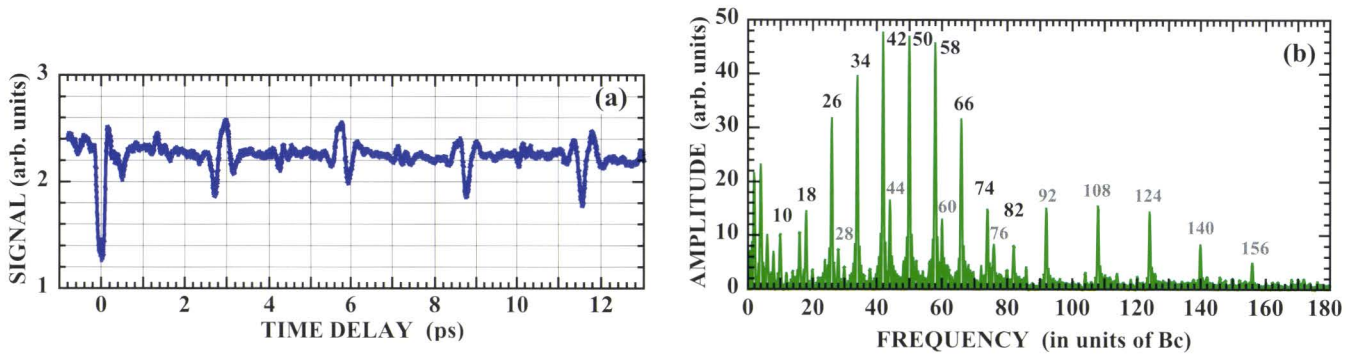 (a)
SIGNAL (arb. units)
3
2
1
0 2 4 6 8 10 12
TIME DELAY (ps)
(b)
AMPLITUDE (arb. units)
50
40
30
20
10
0
42 50 58
34
26
66
18
10
28
44
60
74
76
82
92
108
124
140
156
0 20 40 60 80 100 120 140 160 180
FREQUENCY (in units of Bc)